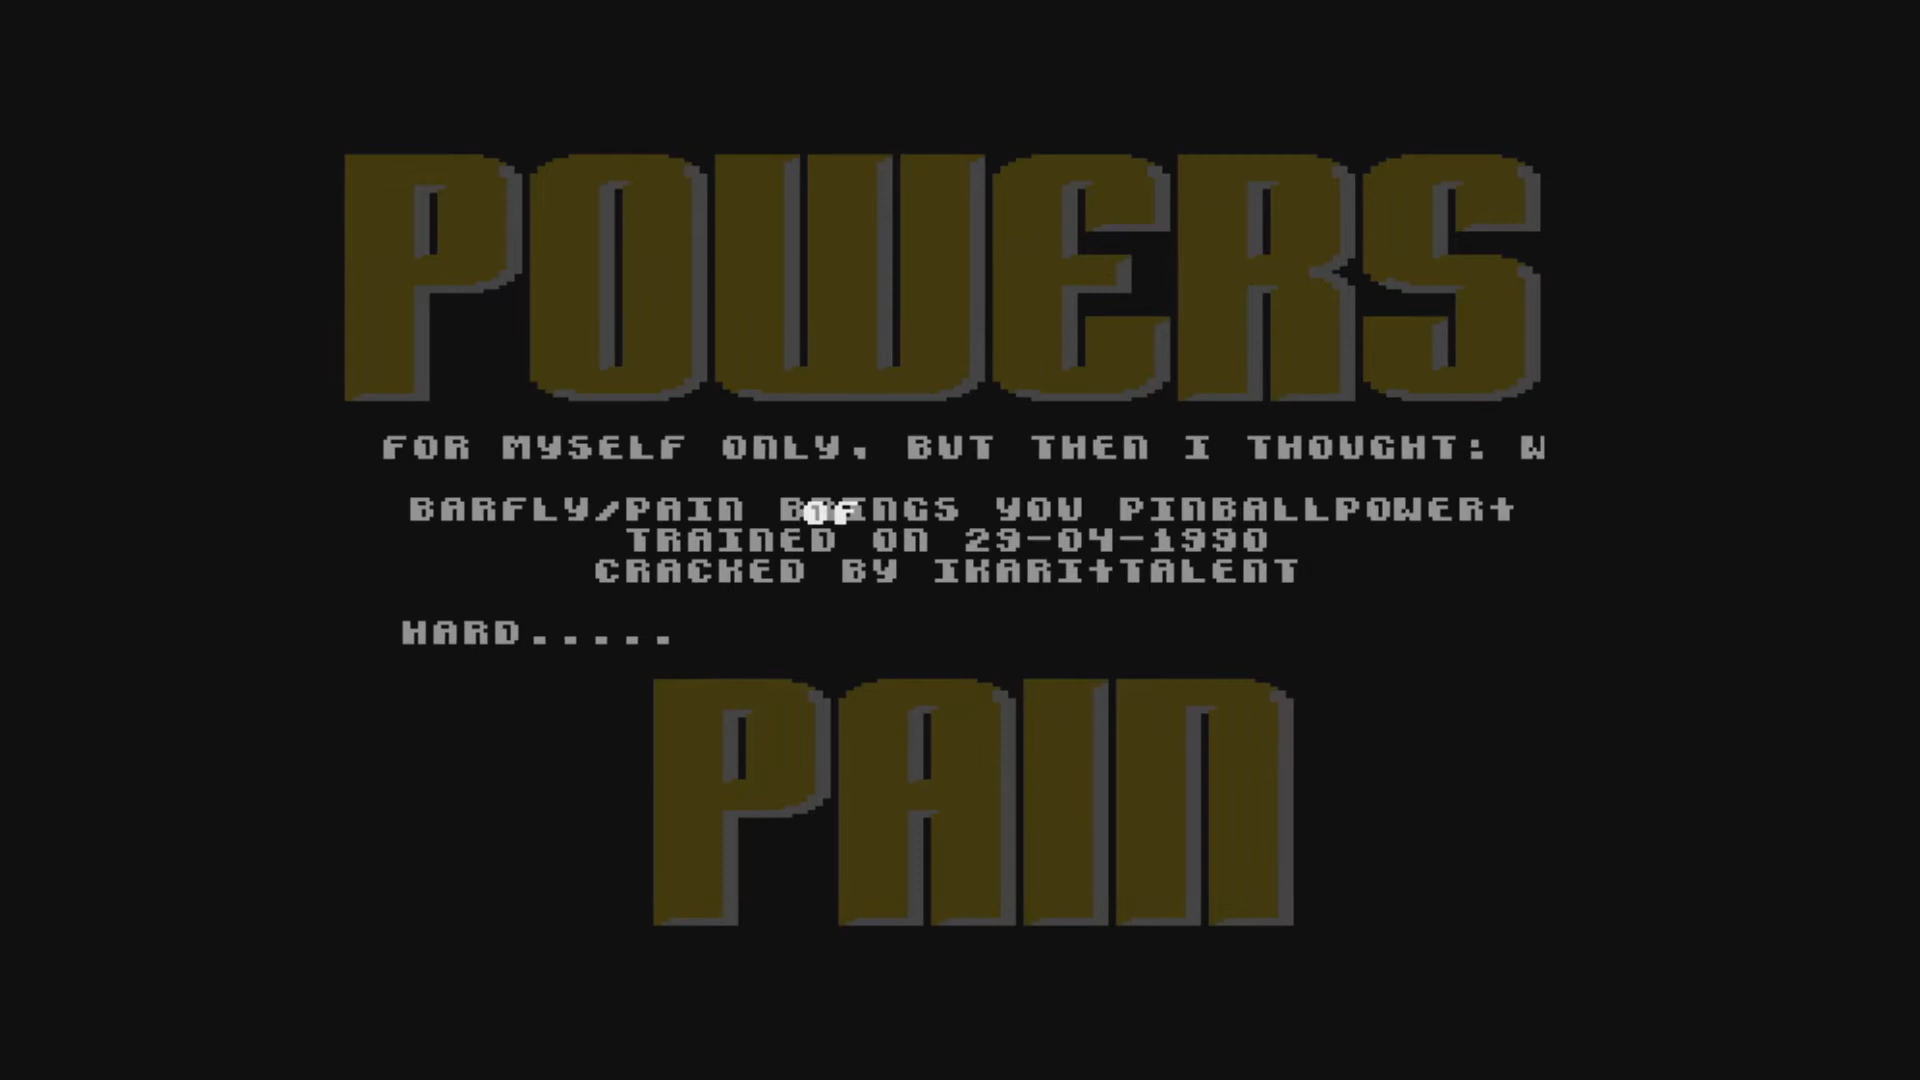 POWERS
FOR MYSELF ONLY, BUT THEN I THOUGHT: W
BARFLY/PAIN BRINGS YOU PINBALLPOWER+
OF
TRAINED ON 29-04-1990
CRACKED BY IKARI+TALENT
HARD.....
PAIN